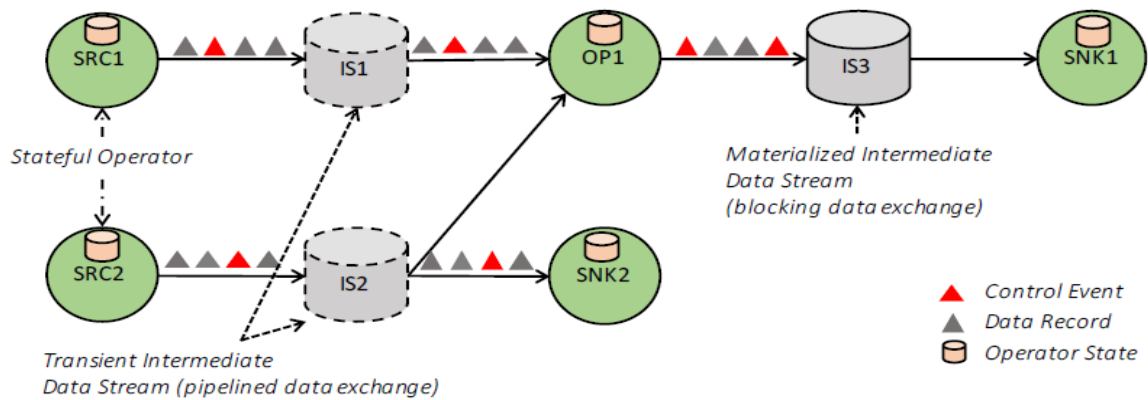 SRC1
IS1
OP1
IS3
SNK1
Stateful Operator
Materialized Intermediate
Data Stream
(blocking data exchange)
SRC2
IS2
SNK2
Control Event
Data Record
Operator State
Transient Intermediate
Data Stream (pipelined data exchange)